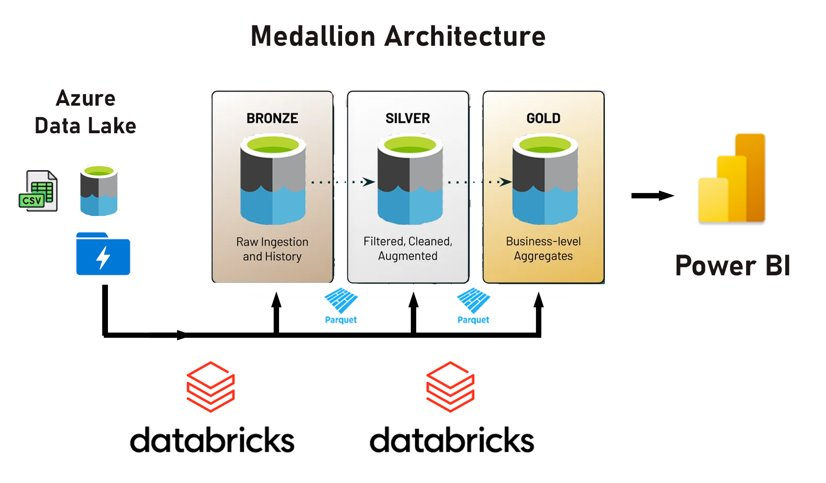 Medallion Architecture
Azure
Data Lake
CSV
BRONZE
Raw Ingestion
and History
SILVER
Filtered, Cleaned,
Augmented
GOLD
Business-level
Aggregates
Parquet
Parquet
Power BI
databricks
databricks